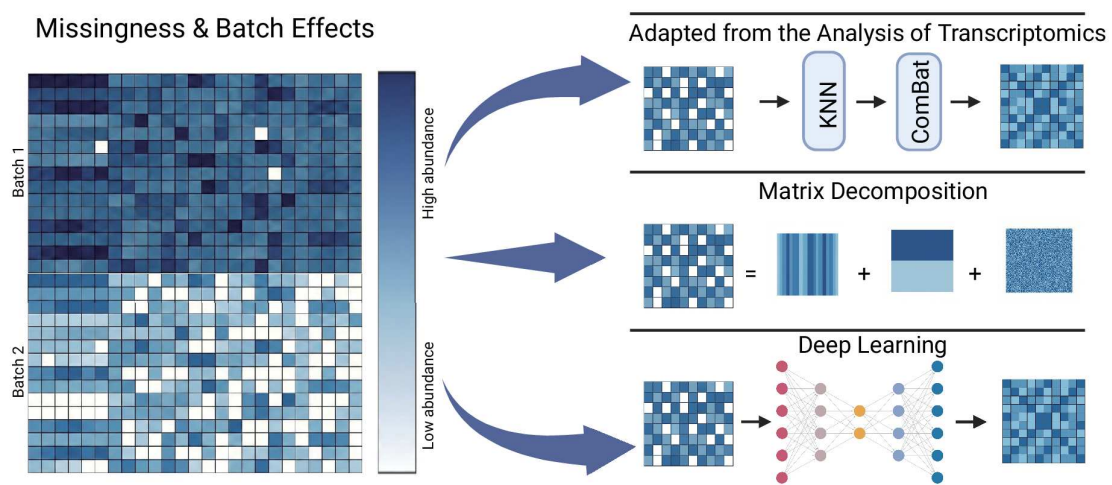 Missingness & Batch Effects
Batch 1
Batch 2
High abundance
Low abundance
Adapted from the Analysis of Transcriptomics
KNN
ComBat
Matrix Decomposition
= + +
Deep Learning